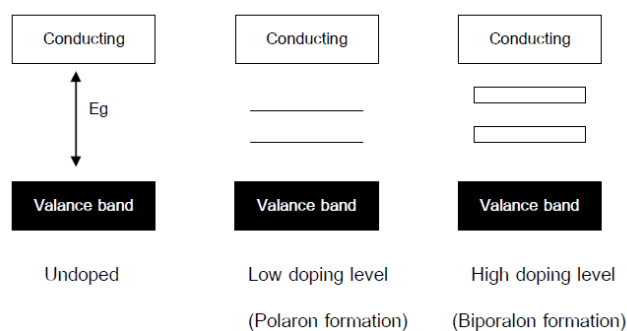 Conducting Conducting Conducting
Eg
Valance band Valance band Valance band
Undoped Low doping level High doping level
(Polaron formation) (Biporalon formation)